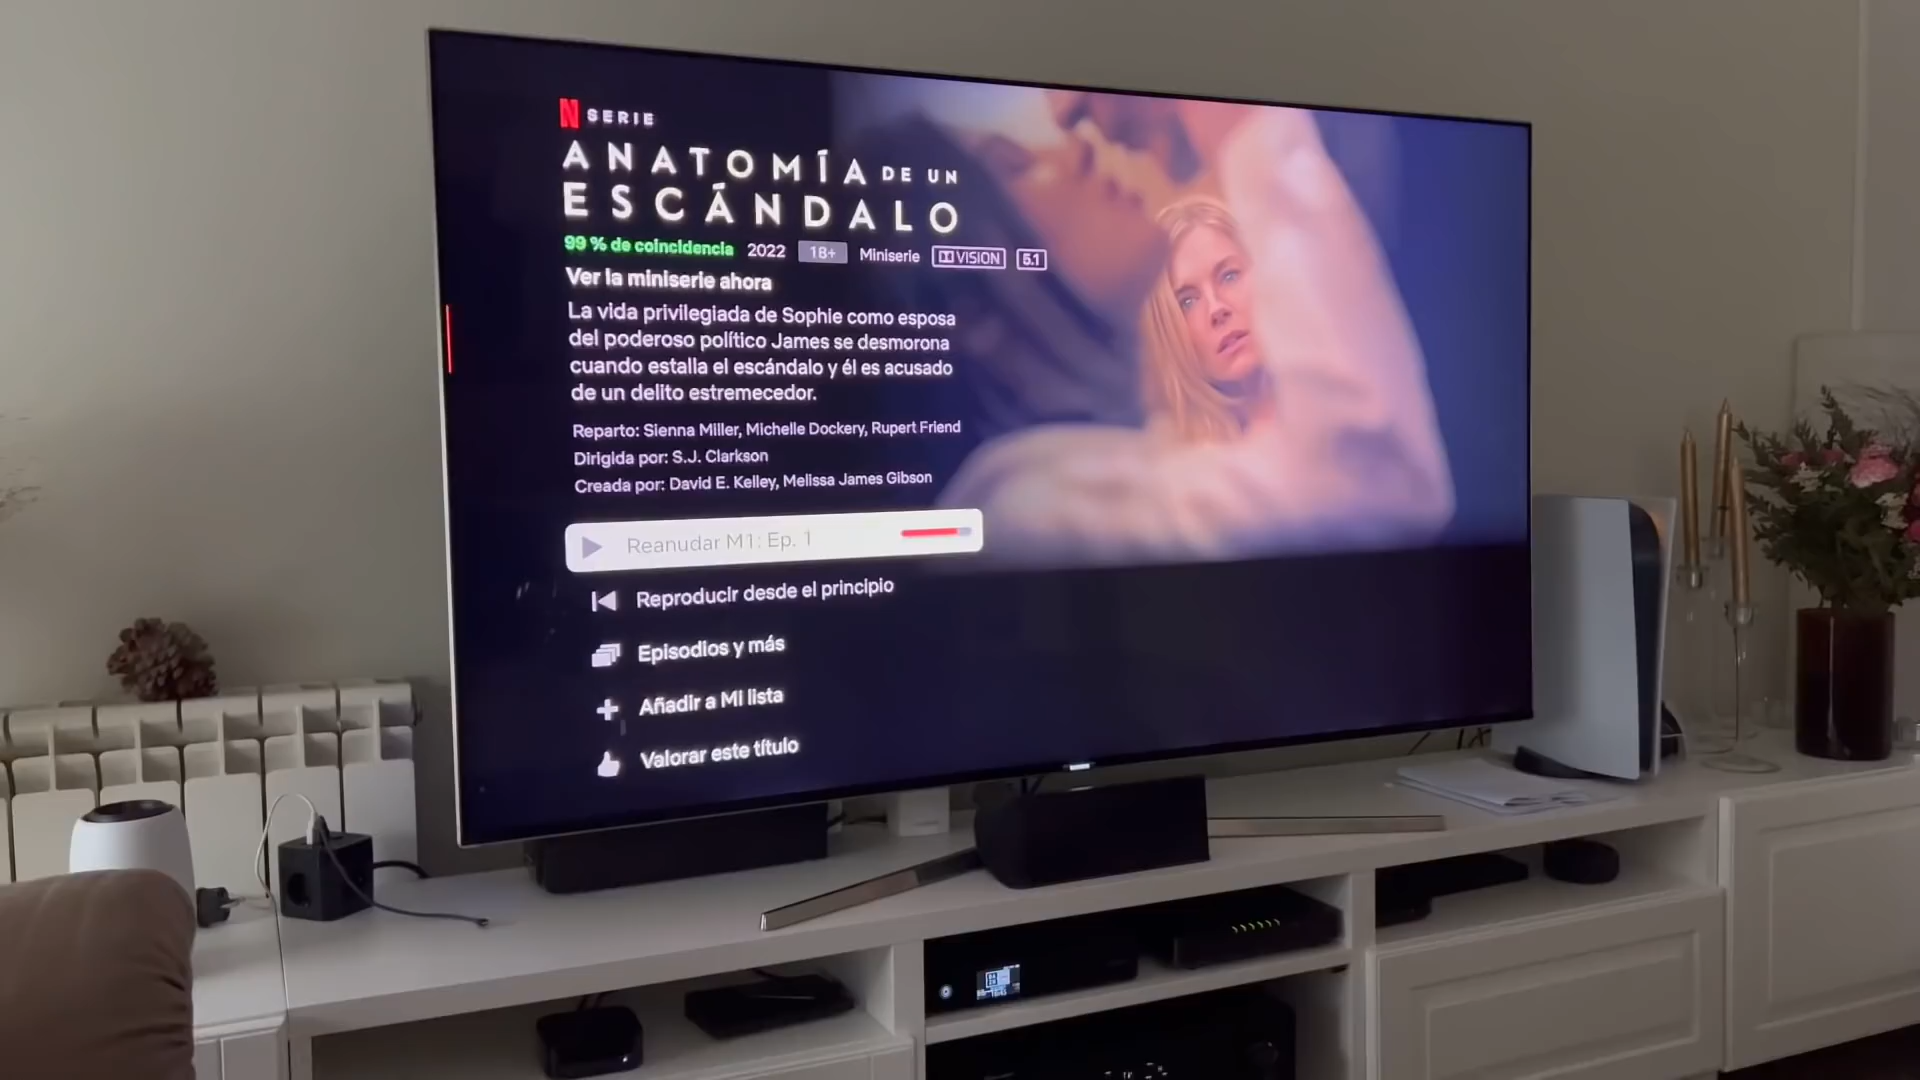 N SERIE
ANATOMÍA DE UN
ESCÁNDALO
99 % de coincidencia 2022 18+ Miniserie VISION 5.1
Ver la miniserie ahora
La vida privilegiada de Sophie como esposa
del poderoso político James se desmorona
cuando estalla el escándalo y él es acusado
de un delito estremecedor.
Reparto: Sienna Miller, Michelle Dockery, Rupert Friend
Dirigida por: S.J. Clarkson
Creada por: David E. Kelley, Melissa James Gibson
Reanudar M1: Ep. 1
Reproducir desde el principio
Episodios y más
Añadir a Mi lista
Valorar este título